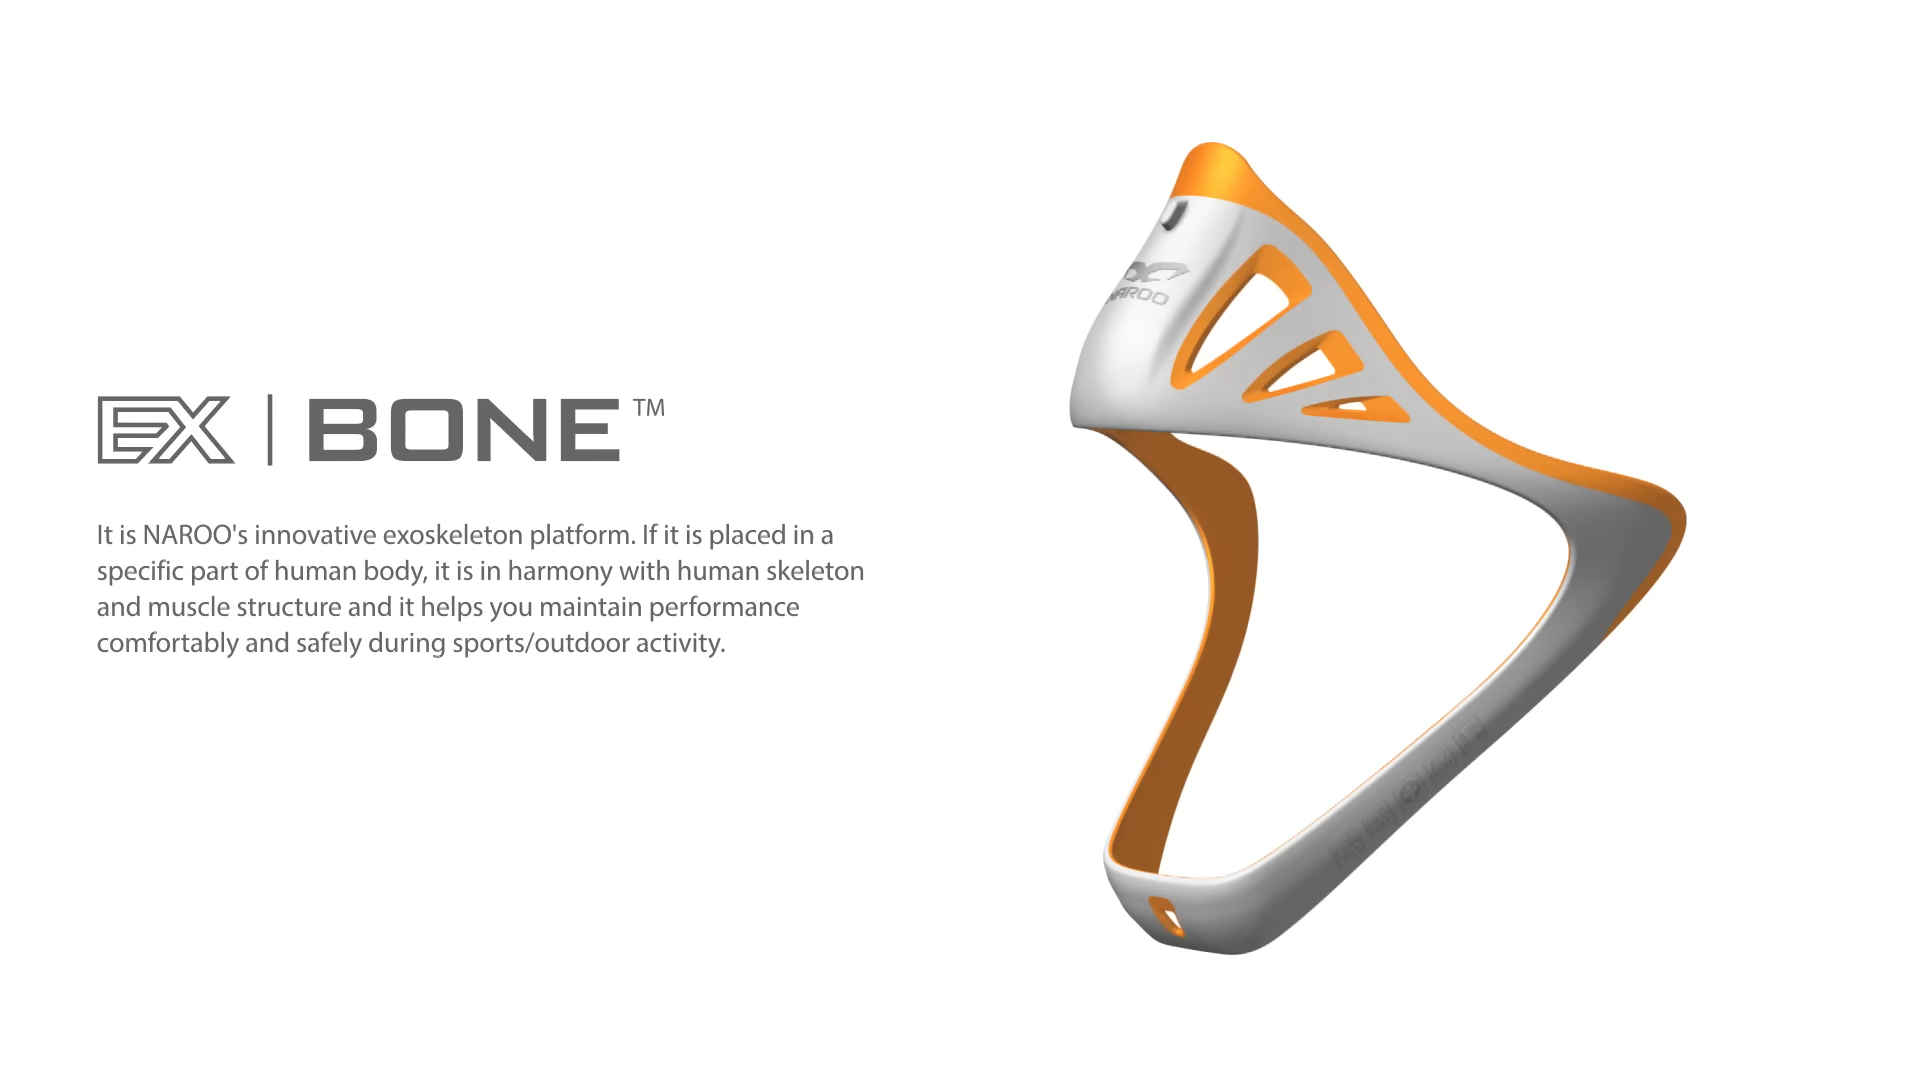 EX | BONE™
It is NAROO's innovative exoskeleton platform. If it is placed in a
specific part of human body, it is in harmony with human skeleton
and muscle structure and it helps you maintain performance
comfortably and safely during sports/outdoor activity.
NAROO